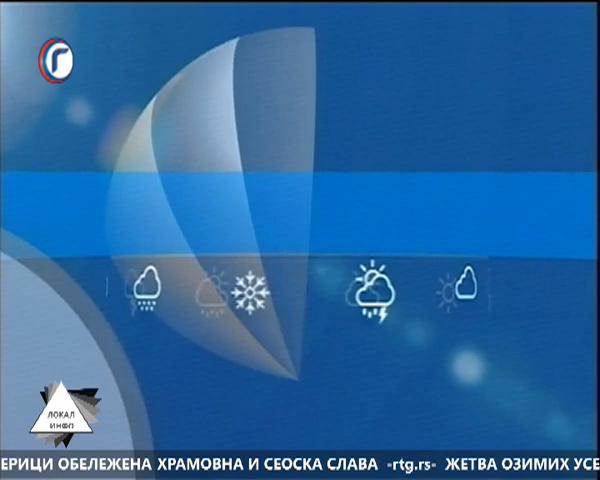 ЛОКАЛ
ИНФО
ЕРИЦИ ОБЕЛЕЖЕНА ХРАМОВНА И СЕОСКА СЛАВА -rtg.rs- ЖЕТВА ОЗИМИХ УСЕ